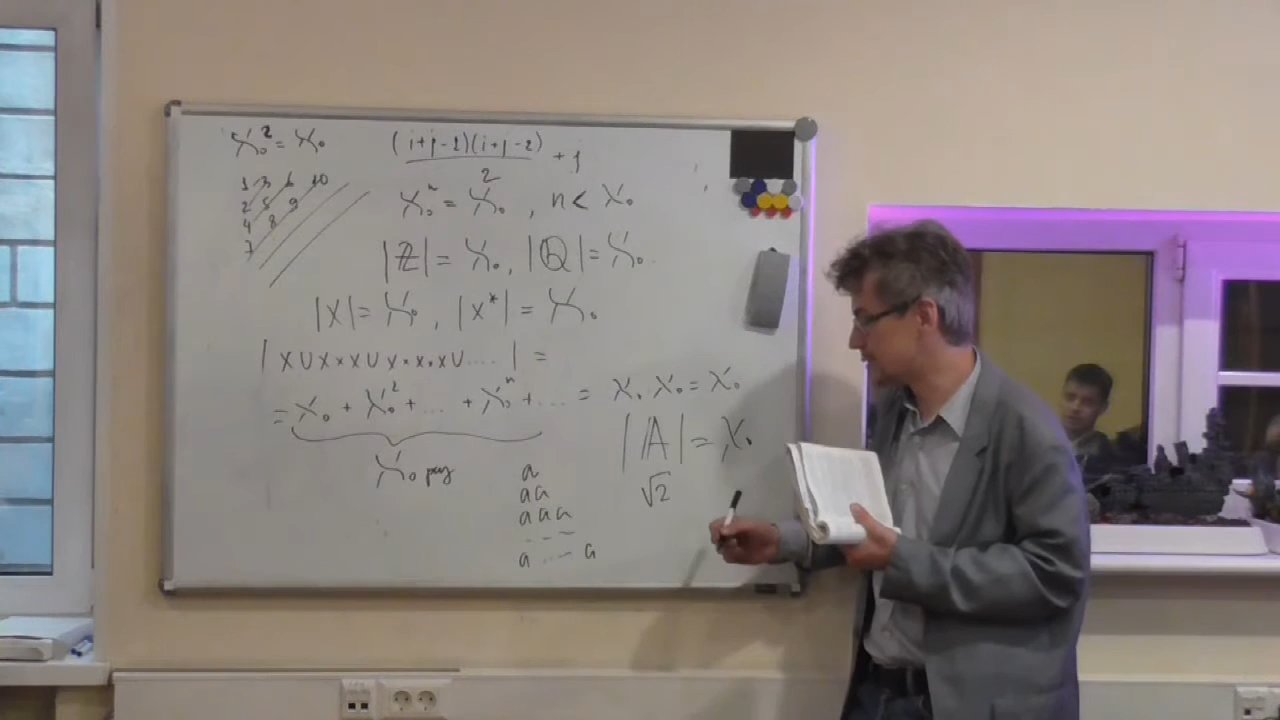 ℵ₀² = ℵ₀
(i+j-2)(i+j-2)/2 + j
1 3 6 10
2 5 9
4 8
7
ℵ₀ⁿ = ℵ₀, n < ℵ₀
|ℤ| = ℵ₀, |ℚ| = ℵ₀.
|X| = ℵ₀, |X*| = ℵ₀.
| X ∪ X×X ∪ X×X×X ∪ .... | =
= ℵ₀ + ℵ₀² + ... + ℵ₀ⁿ + ... = ℵ₀ · ℵ₀ = ℵ₀
ℵ₀ раз
|𝔸| = ℵ₀
√2
a
aa
aaa
- - - -
a .... a